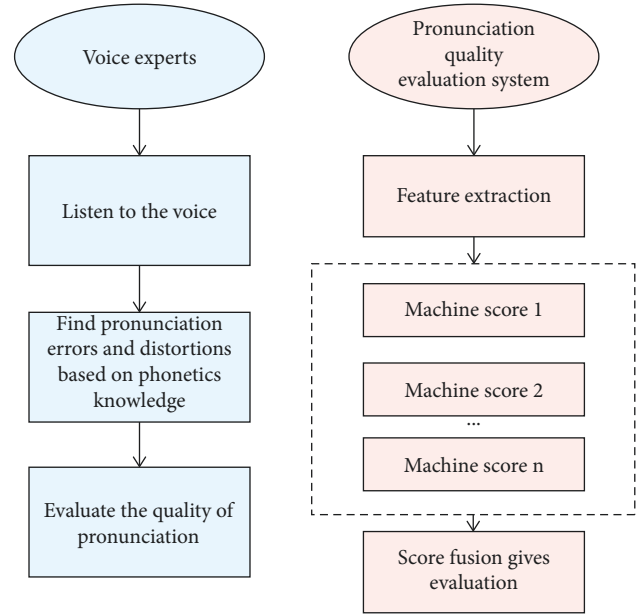 Voice experts
Listen to the voice
Find pronunciation
errors and distortions
based on phonetics
knowledge
Evaluate the quality of
pronunciation
Pronunciation
quality
evaluation system
Feature extraction
Machine score 1
Machine score 2
...
Machine score n
Score fusion gives
evaluation